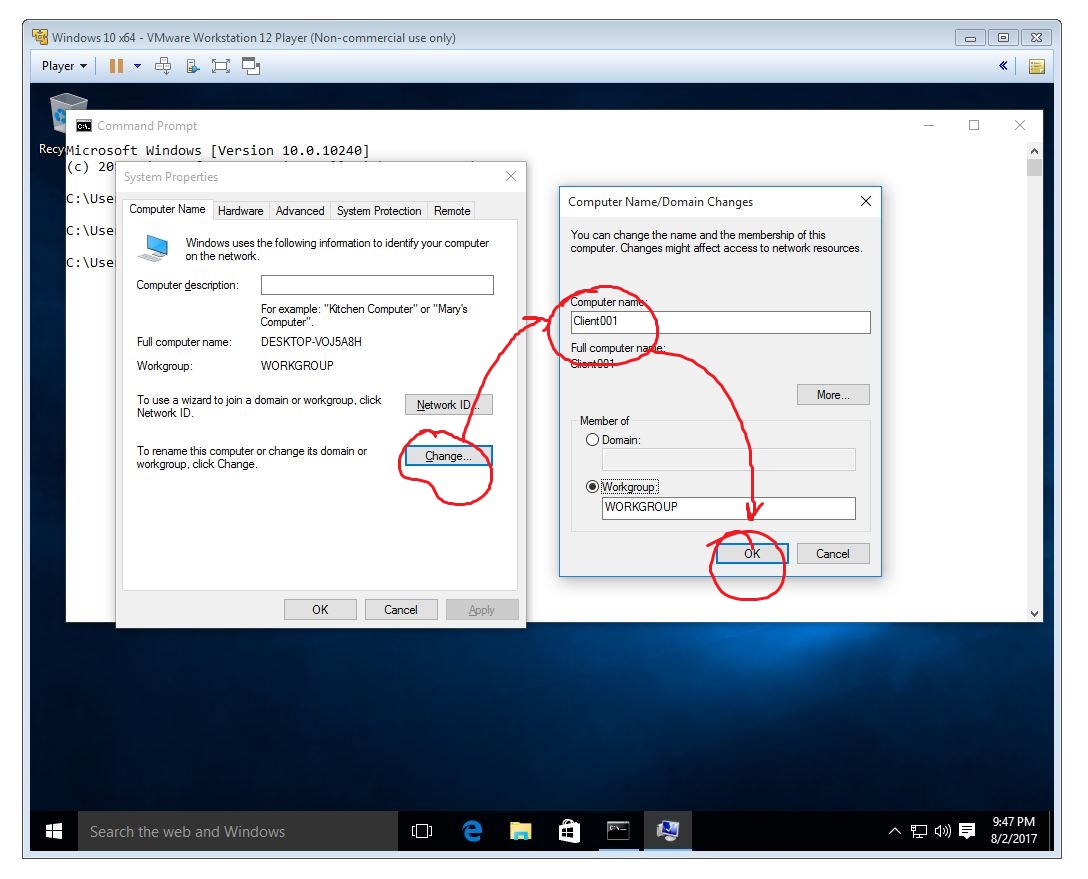 Windows 10 x64 - VMware Workstation 12 Player (Non-commercial use only)
Player
Command Prompt
Recy
Microsoft Windows [Version 10.0.10240]
(c) 20
C:\Use
C:\Use
C:\Use
System Properties
Computer Name
Hardware
Advanced
System Protection
Remote
Windows uses the following information to identify your computer
on the network.
Computer description:
For example: "Kitchen Computer" or "Mary's
Computer".
Full computer name:
DESKTOP-VOJ5A8H
Workgroup:
WORKGROUP
To use a wizard to join a domain or workgroup, click
Network ID.
Network ID...
To rename this computer or change its domain or
workgroup, click Change.
Change...
OK
Cancel
Apply
Computer Name/Domain Changes
You can change the name and the membership of this
computer. Changes might affect access to network resources.
Computer name:
Client001
Full computer name:
Client001
More...
Member of
Domain:
Workgroup:
WORKGROUP
OK
Cancel
Search the web and Windows
9:47 PM
8/2/2017